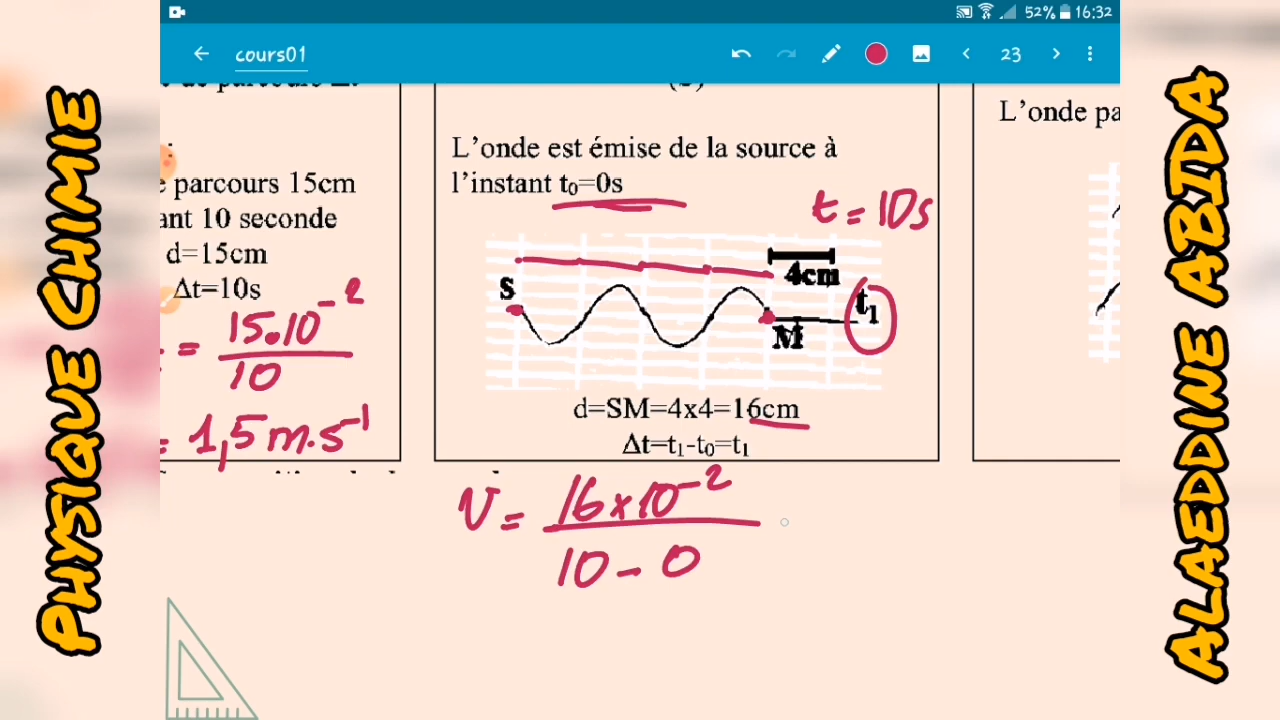 PHYSIQUE CHIMIE
52% 16:32
cours01
23
parcours 15cm
ant 10 seconde
d=15cm
Δt=10s
= 15.10⁻²
10
= 1,5 m.s⁻¹
L'onde est émise de la source à
l'instant t₀=0s
t = 10s
4cm
S
t₁
M
d=SM=4x4=16cm
Δt=t₁-t₀=t₁
V = 16x10⁻²
10 - 0
L'onde pa
ALAEDDINE ABIDA